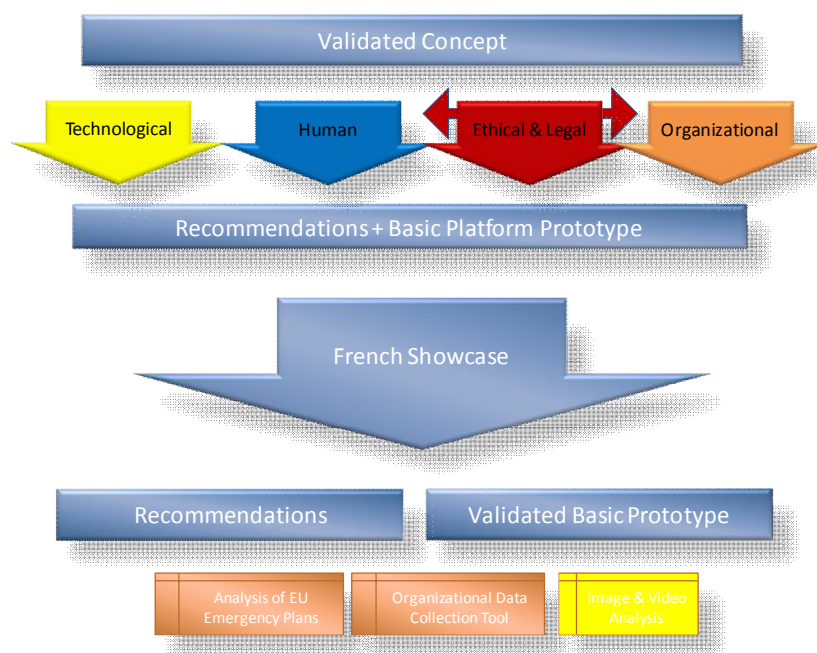 Validated Concept
Technological
Human
Ethical & Legal
Organizational
Recommendations + Basic Platform Prototype
French Showcase
Recommendations
Validated Basic Prototype
Analysis of EU
Emergency Plans
Organizational Data
Collection Tool
Image & Video
Analysis